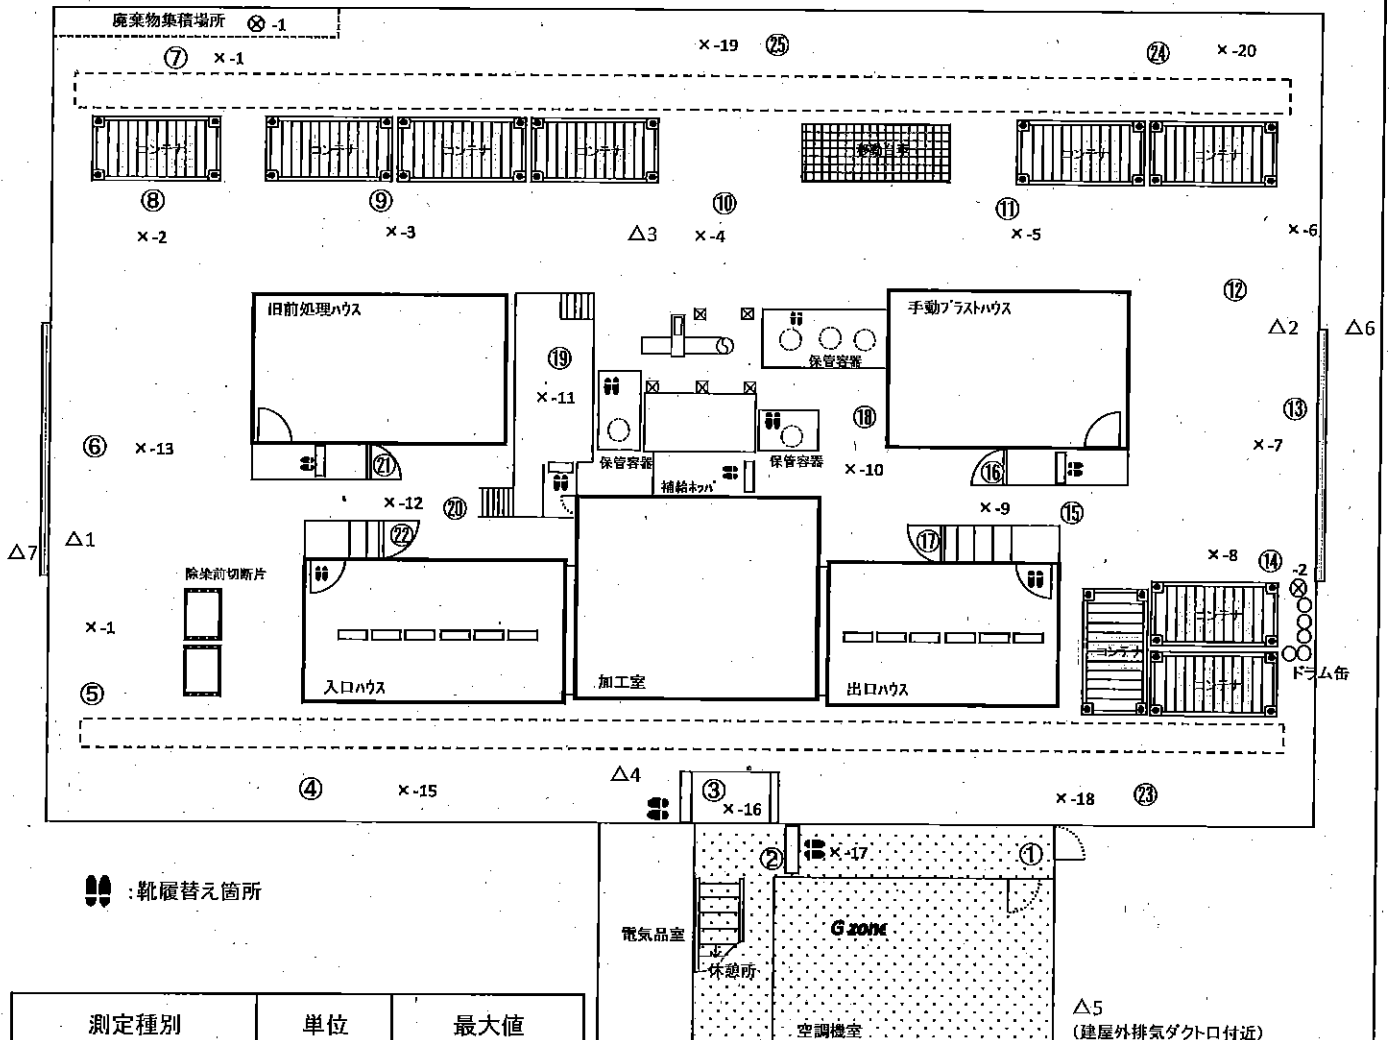 廃棄物集積場所 ⊗ -1
⑦ ×-1
×-19 ㉕
㉔ ×-20
コンテナ
コンテナ
コンテナ
コンテナ
移動台車
コンテナ
コンテナ
⑧
⑨
⑩
⑪
×-2
×-3
△3 ×-4
×-5
×-6
⑫
旧前処理ハウス
手動ブラストハウス
△2 △6
保管容器
⑲
×-11
⑱
⑬
⑥ ×-13
×-7
㉑
保管容器
保管容器
×-10
⑯
補給ホッパ
×-12 ⑳
×-9 ⑮
㉒
⑰
△7 △1
×-8 ⑭ -2
⊗
除染前切断片
×-1
コンテナ
コンテナ
コンテナ
ドラム缶
⑤
入口ハウス
加工室
出口ハウス
④ ×-15
△4
③
×-16
×-18 ㉓
② ×-17 ①
:靴履替え箇所
電気品室
G zone
休憩所
測定種別 単位 最大値
空調機室
△5
(建屋外排気ダクト口付近)